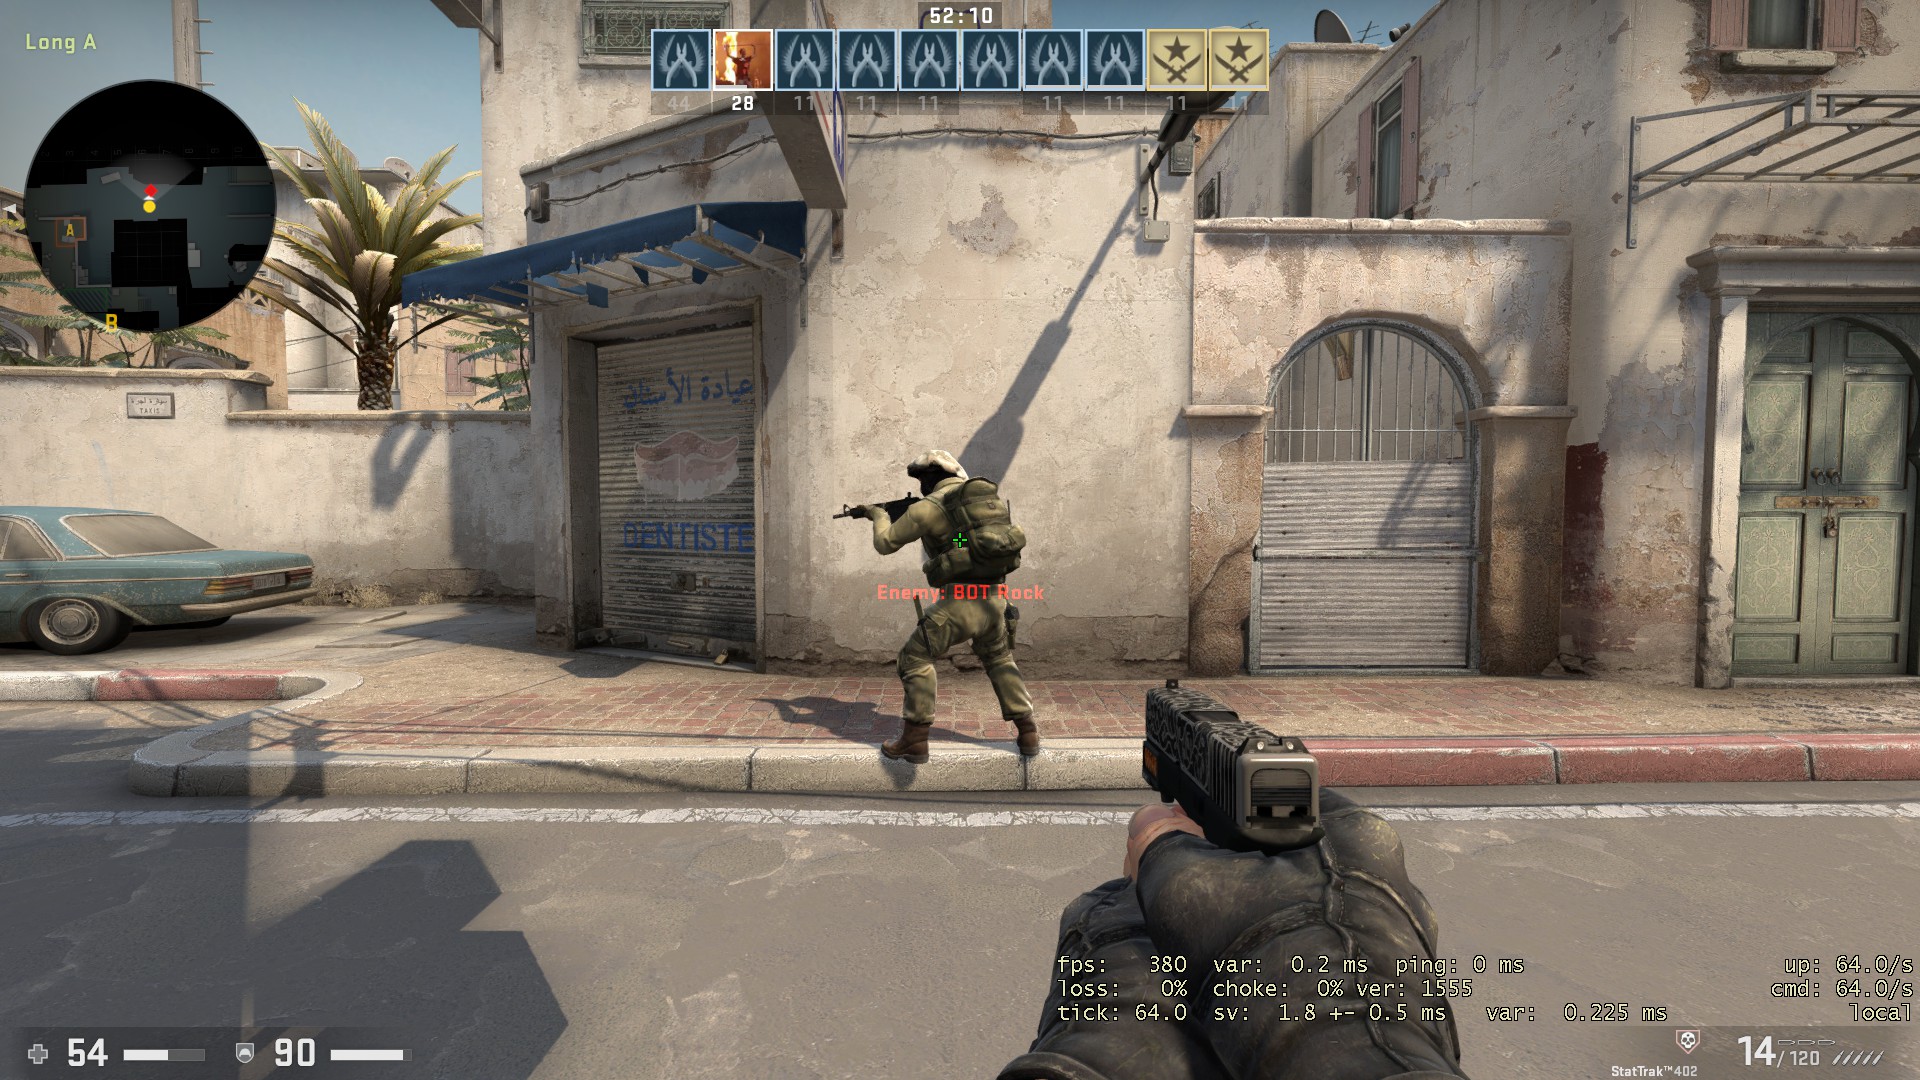 52:10
Long A
44 28 11 11 11 11 11 11 11
A
B
سيارة أجرة
TAXIS
عيادة الأسنان
DENTISTE
Enemy: BOT Rock
fps: 380 var: 0.2 ms ping: 0 ms
up: 64.0/s
loss: 0% choke: 0% ver: 1555
cmd: 64.0/s
tick: 64.0 sv: 1.8 +- 0.5 ms var: 0.225 ms
local
54 90
14/120
StatTrak™402